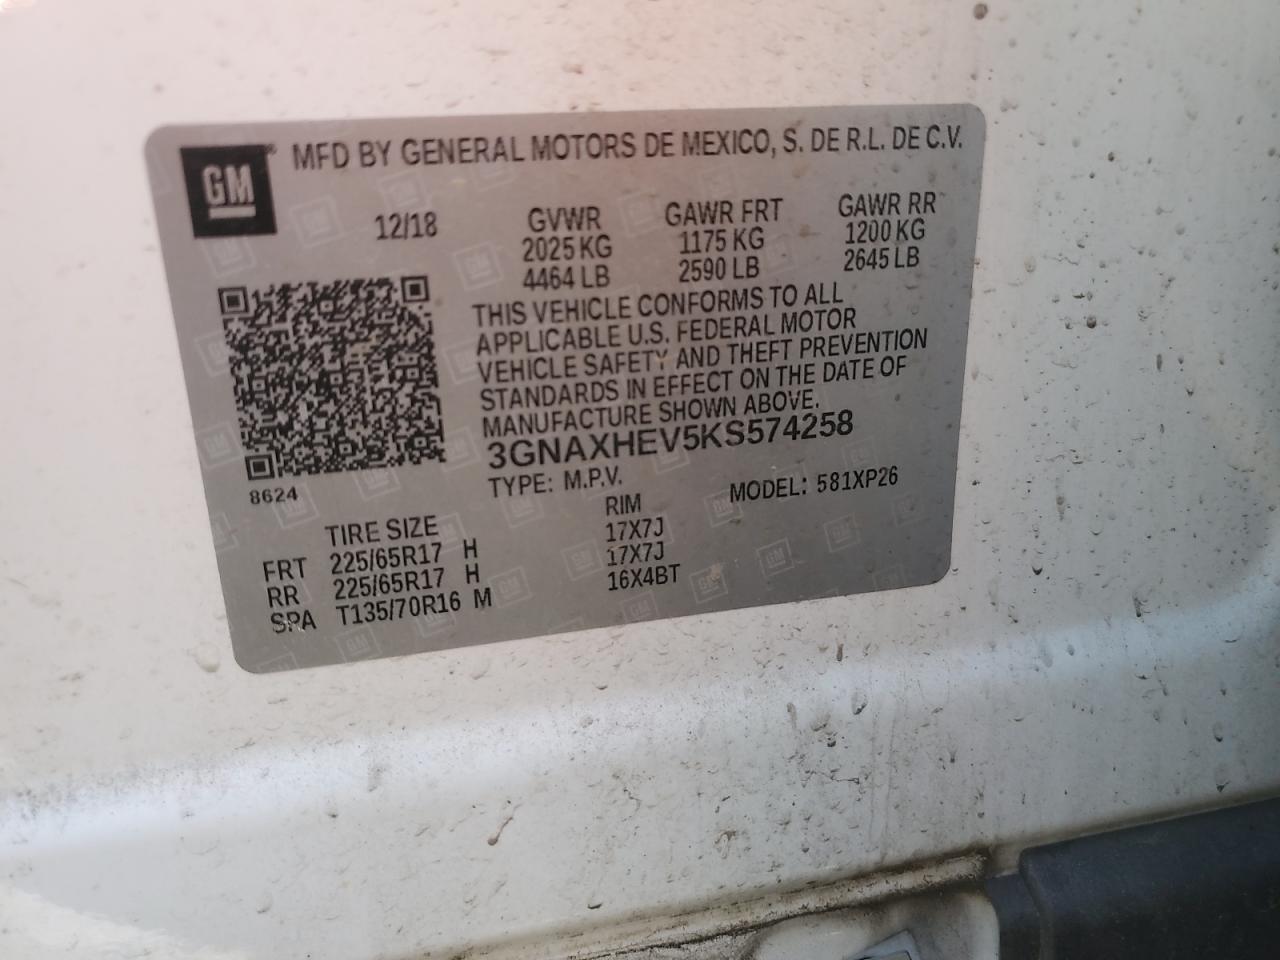 GM ® MFD BY GENERAL MOTORS DE MEXICO, S. DE R.L. DE C.V.
12/18 GVWR GAWR FRT GAWR RR
2025 KG 1175 KG 1200 KG
4464 LB 2590 LB 2645 LB
THIS VEHICLE CONFORMS TO ALL
APPLICABLE U.S. FEDERAL MOTOR
VEHICLE SAFETY AND THEFT PREVENTION
STANDARDS IN EFFECT ON THE DATE OF
MANUFACTURE SHOWN ABOVE.
3GNAXHEV5KS574258
8624
TYPE: M.P.V. MODEL: 581XP26
TIRE SIZE RIM
FRT 225/65R17 H 17X7J
RR 225/65R17 H 17X7J
SPA T135/70R16 M 16X4BT